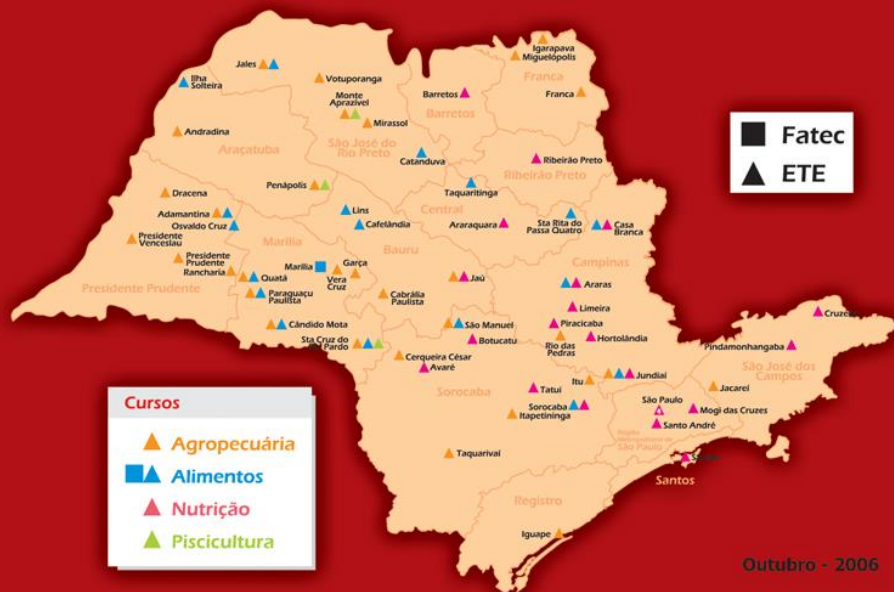 Igarapava
Miguelópolis
Franca
Franca
Jales
Ilha
Solteira
Votuporanga
Monte
Aprazível
Mirassol
São José do
Rio Preto
Barretos
Barretos
Andradina
Araçatuba
Catanduva
Ribeirão Preto
Ribeirão Preto
Fatec
ETE
Dracena
Penápolis
Taquaritinga
Central
Adamantina
Osvaldo Cruz
Lins
Cafelândia
Araraquara
Sta Rita do
Passa Quatro
Casa
Branca
Presidente
Venceslau
Marília
Bauru
Presidente
Prudente
Rancharia
Marília
Garça
Vera
Cruz
Quatá
Paraguaçu
Paulista
Presidente Prudente
Cabrália
Paulista
Jaú
Campinas
Araras
Limeira
Cândido Mota
São Manuel
Botucatu
Piracicaba
Rio das
Pedras
Hortolândia
Sta Cruz do
Pardo
Cerqueira César
Avaré
Pindamonhangaba
São José dos
Campos
Sorocaba
Tatuí
Itu
Jundiaí
Jacareí
Sorocaba
Itapetininga
São Paulo
4
Mogi das Cruzes
Santo André
São Paulo
Taquarivaí
Santos
Registro
Iguape
Cursos
Agropecuária
Alimentos
Nutrição
Piscicultura
Outubro - 2006